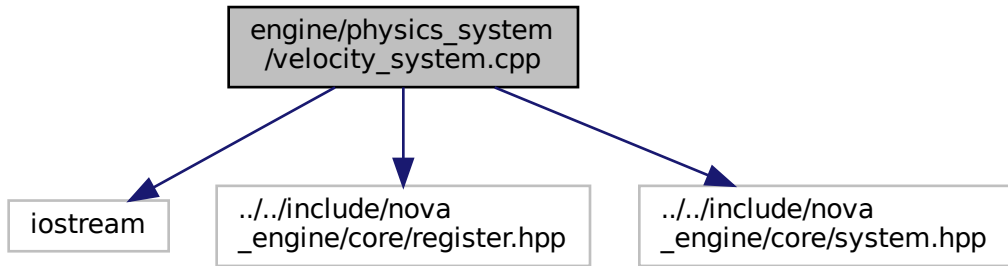 engine/physics_system
/velocity_system.cpp
iostream
../../include/nova
_engine/core/register.hpp
../../include/nova
_engine/core/system.hpp